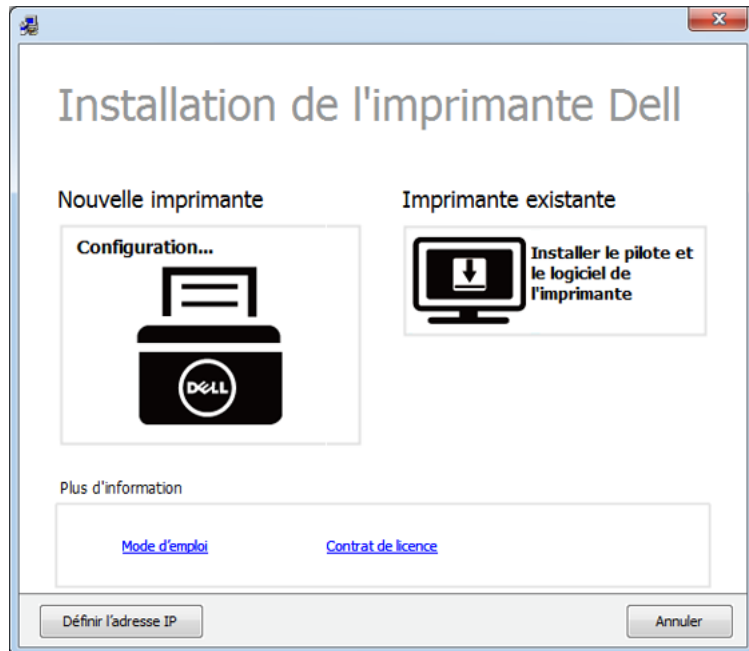 Installation de l'imprimante Dell
Nouvelle imprimante
Configuration...
DELL
Imprimante existante
Installer le pilote et
le logiciel de
l'imprimante
Plus d'information
Mode d'emploi
Contrat de licence
Définir l'adresse IP
Annuler